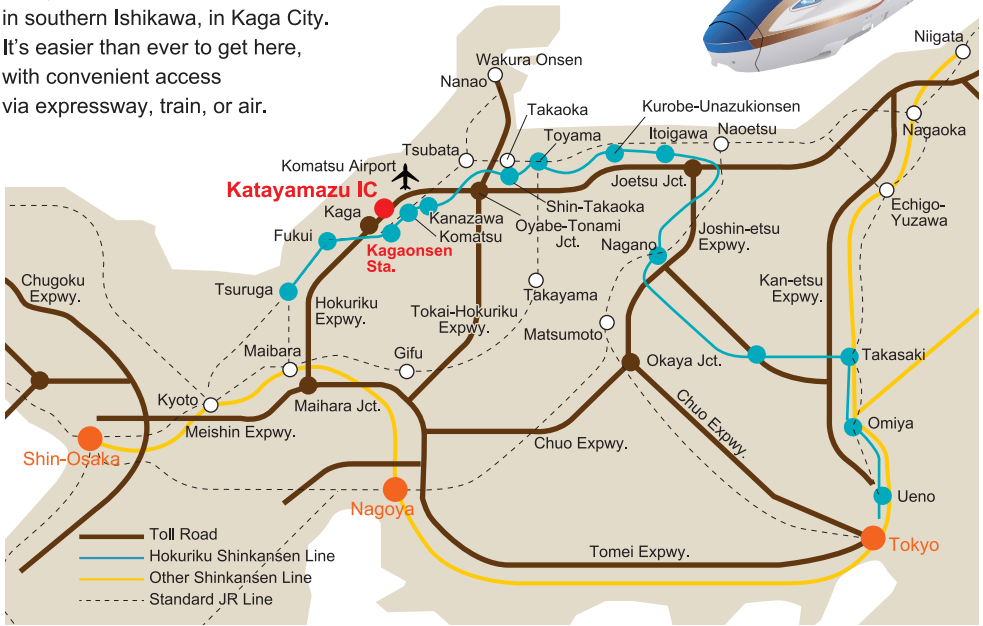 in southern Ishikawa, in Kaga City.
It's easier than ever to get here,
with convenient access
via expressway, train, or air.
Niigata
Wakura Onsen
Nanao
Takaoka
Kurobe-Unazukionsen
Nagaoka
Toyama
Itoigawa
Naoetsu
Tsubata
Komatsu Airport
Joetsu Jct.
Katayamazu IC
Echigo-
Yuzawa
Shin-Takaoka
Kaga
Kanazawa
Oyabe-Tonami
Jct.
Joshin-etsu
Expwy.
Fukui
Komatsu
Kagaonsen
Sta.
Nagano
Chugoku
Expwy.
Kan-etsu
Expwy.
Tsuruga
Takayama
Hokuriku
Expwy.
Tokai-Hokuriku
Expwy.
Matsumoto
Maibara
Gifu
Okaya Jct.
Takasaki
Kyoto
Maihara Jct.
Meishin Expwy.
Chuo Expwy.
Chuo Expwy.
Omiya
Shin-Osaka
Ueno
Nagoya
Toll Road
Hokuriku Shinkansen Line
Other Shinkansen Line
Standard JR Line
Tomei Expwy.
Tokyo